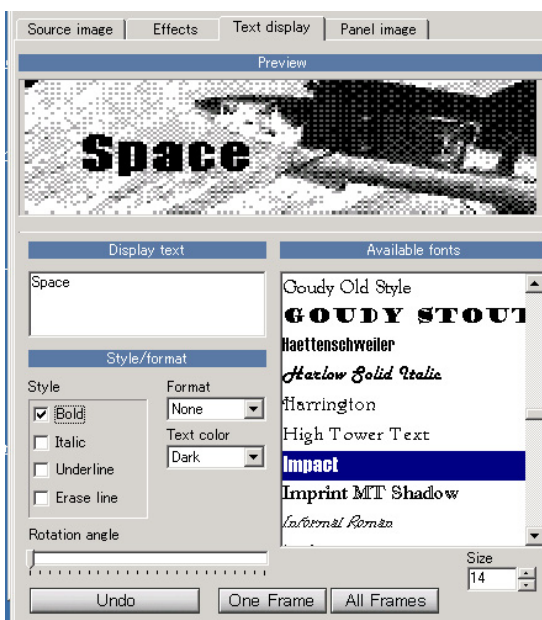 Source image
Effects
Text display
Panel image
Preview
Space
Display text
Space
Available fonts
Goudy Old Style
GOUDY STOUT
Haettenschweiler
Harlow Solid Italic
Harrington
High Tower Text
Impact
Imprint MT Shadow
Informal Roman
Style/format
Style
Bold
Italic
Underline
Erase line
Format
None
Text color
Dark
Rotation angle
Size
14
Undo
One Frame
All Frames